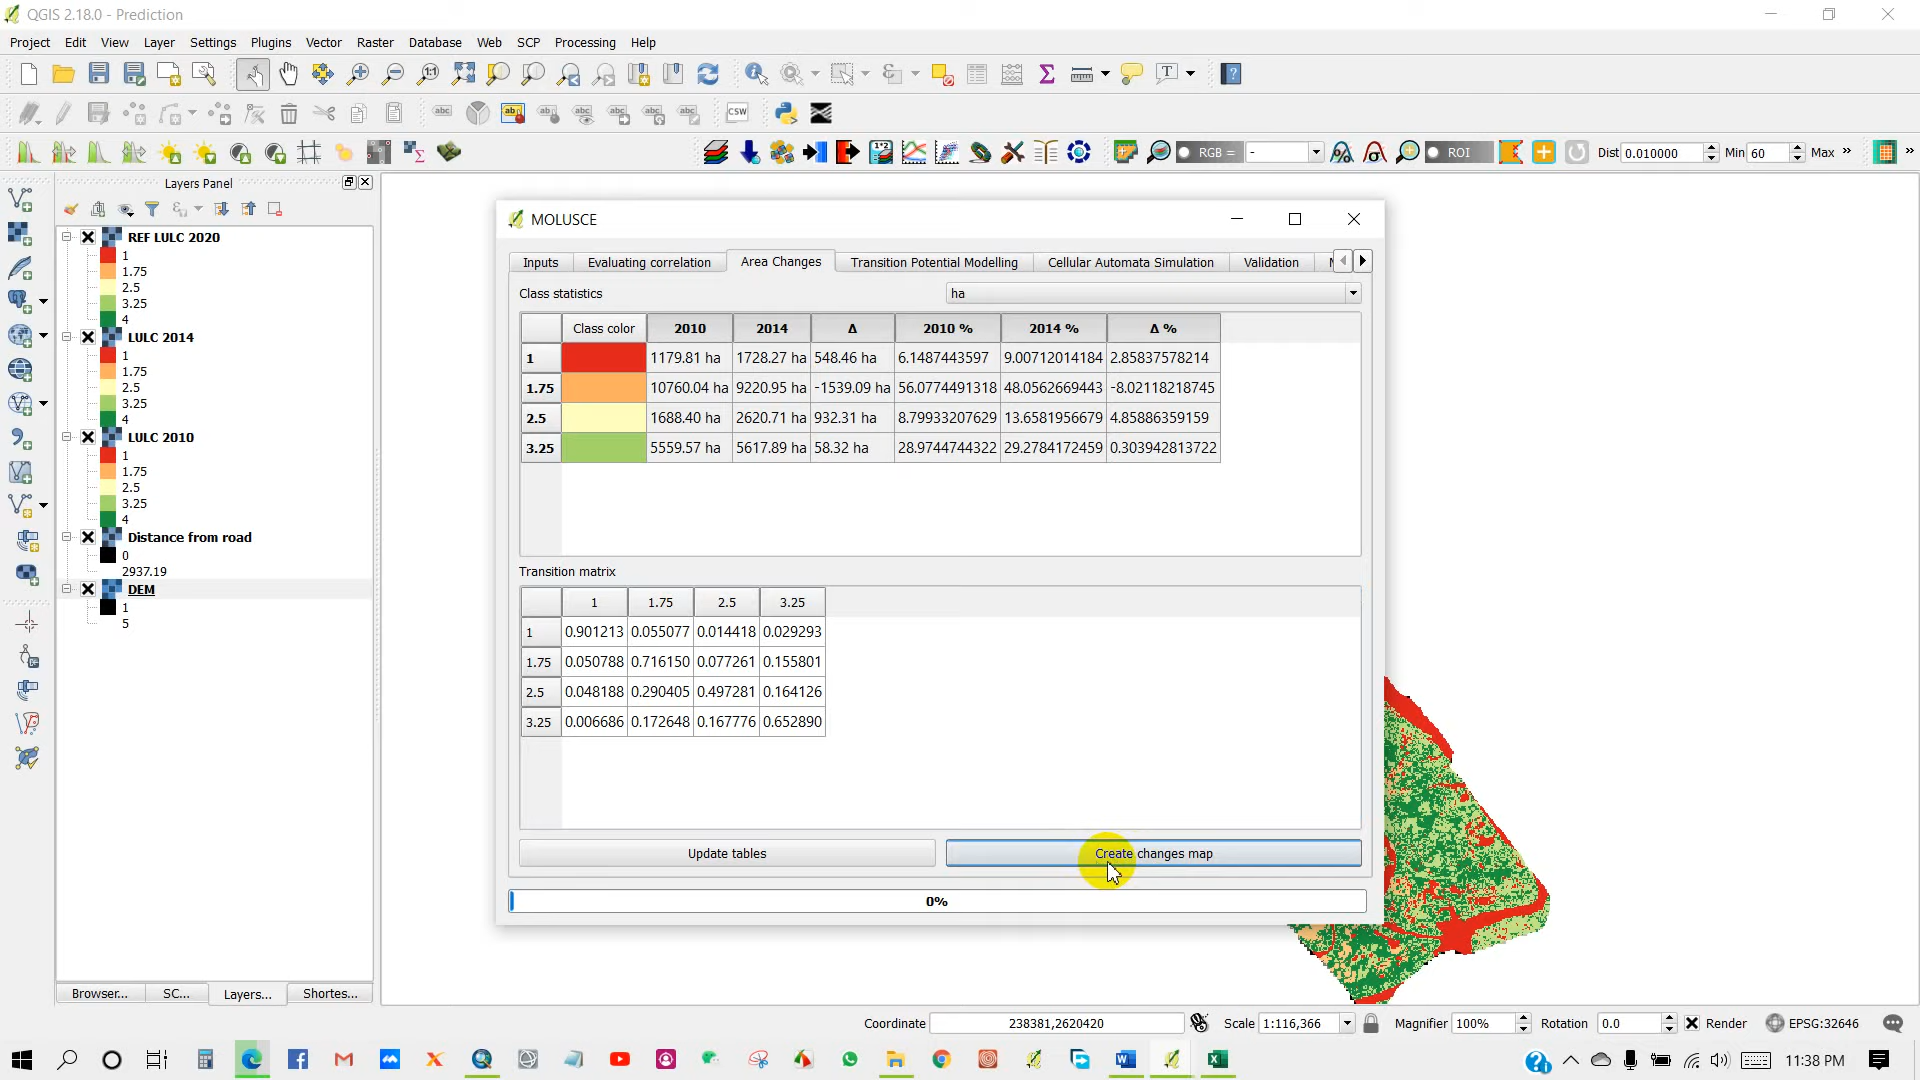 QGIS 2.18.0 - Prediction
Project Edit View Layer Settings Plugins Vector Raster Database Web SCP Processing Help
RGB = - ROI Dist 0.010000 Min 60 Max »
Layers Panel
REF LULC 2020
1
1.75
2.5
3.25
4
LULC 2014
1
1.75
2.5
3.25
4
LULC 2010
1
1.75
2.5
3.25
4
Distance from road
0
2937.19
DEM
1
5
Browser... SC... Layers... Shortes...
MOLUSCE
Inputs Evaluating correlation Area Changes Transition Potential Modelling Cellular Automata Simulation Validation
Class statistics ha
Class color 2010 2014 Δ 2010 % 2014 % Δ %
1 1179.81 ha 1728.27 ha 548.46 ha 6.1487443597 9.00712014184 2.85837578214
1.75 10760.04 ha 9220.95 ha -1539.09 ha 56.0774491318 48.0562669443 -8.02118218745
2.5 1688.40 ha 2620.71 ha 932.31 ha 8.79933207629 13.6581956679 4.85886359159
3.25 5559.57 ha 5617.89 ha 58.32 ha 28.9744744322 29.2784172459 0.303942813722
Transition matrix
1 1.75 2.5 3.25
1 0.901213 0.055077 0.014418 0.029293
1.75 0.050788 0.716150 0.077261 0.155801
2.5 0.048188 0.290405 0.497281 0.164126
3.25 0.006686 0.172648 0.167776 0.652890
Update tables Create changes map
0%
Coordinate 238381,2620420 Scale 1:116,366 Magnifier 100% Rotation 0.0 Render EPSG:32646
11:38 PM